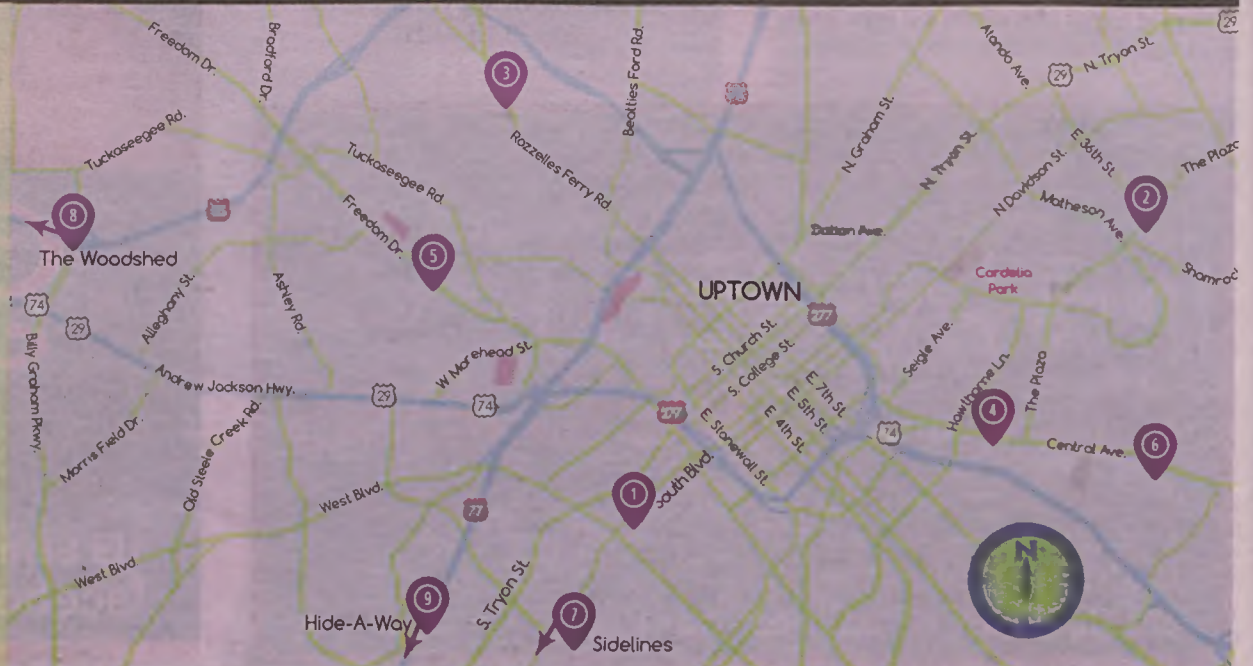 29
Freedom Dr.
Bradford Dr.
3
Beatties Ford Rd.
Alando Ave.
N. Tryon St.
29
Tuckaseegee Rd.
Tuckaseegee Rd.
Rozzelles Ferry Rd.
N. Graham St.
N. Tryon St.
N Davidson St.
E 36th St.
The Plaza
Matheson Ave.
2
8
The Woodshed
Freedom Dr.
5
Dalton Ave.
Cordelia
Park
UPTOWN
277
74
29
Alleghany St.
Ashley Rd.
Billy Graham Pkwy.
Andrew Jackson Hwy.
29
W Morehead St.
74
S. Church St.
S. College St.
E 7th St.
E 5th St.
E 4th St.
E Stonewall St.
277
74
Seigle Ave.
Hawthorne Ln.
The Plaza
4
Central Ave.
6
Morris Field Dr.
Old Steele Creek Rd.
West Blvd.
West Blvd.
77
1
South Blvd.
N
S. Tryon St.
9
Hide-A-Way
7
Sidelines